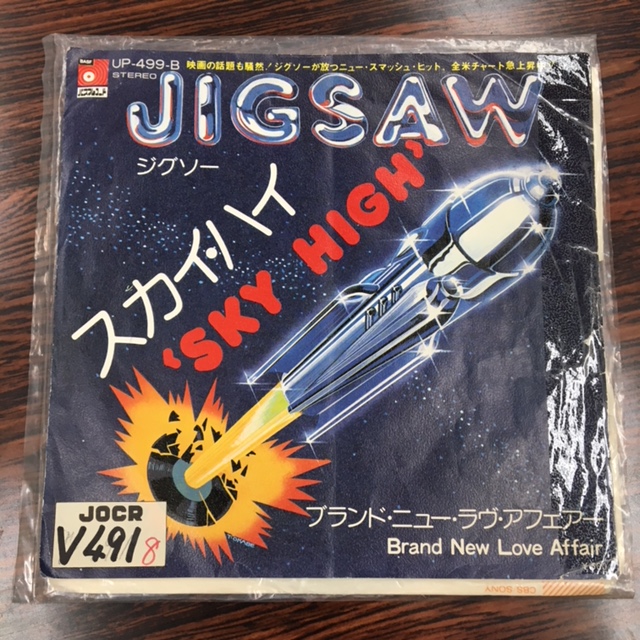 BASF
UP-499-B
映画の話題も騒然!ジグソーが放つニュー・スマッシュ・ヒット、全米チャート急上昇
STEREO
JIGSAW
ジグソー
スカイ・ハイ
'SKY HIGH'
JOCR
V491 8
ブランド・ニュー・ラヴ・アフェアー
Brand New Love Affair
CBS SONY